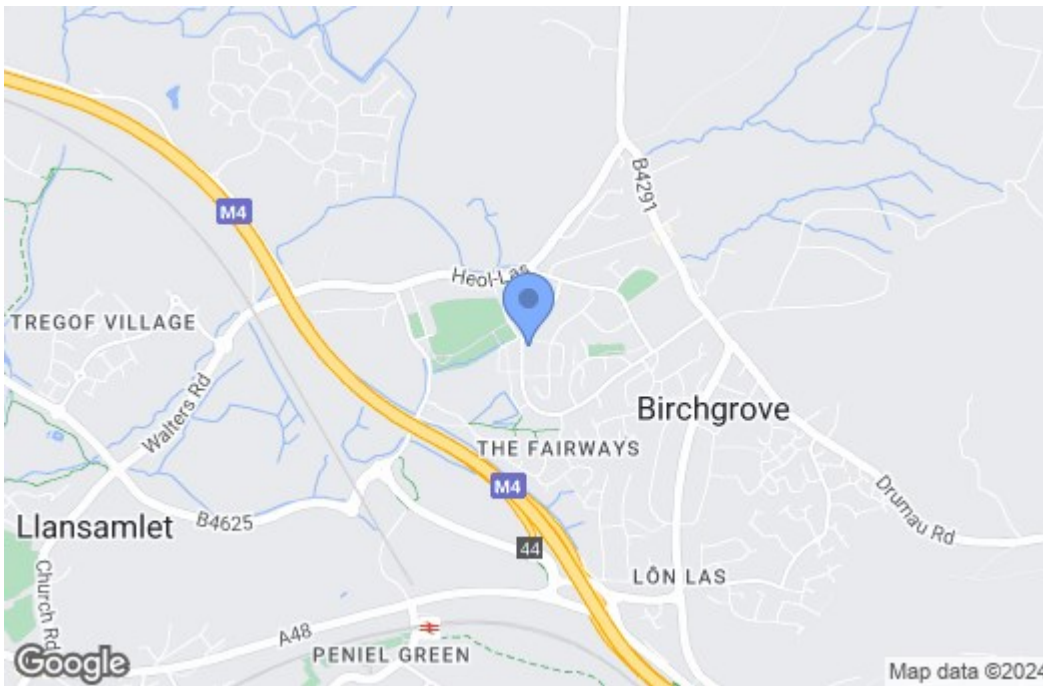 B4291
M4
Heol-Las
TREGOF VILLAGE
Walters Rd
Birchgrove
THE FAIRWAYS
M4
Drumau Rd
B4625
Llansamlet
44
LÔN LAS
Church Rd
A48
PENIEL GREEN
Google
Map data ©2024